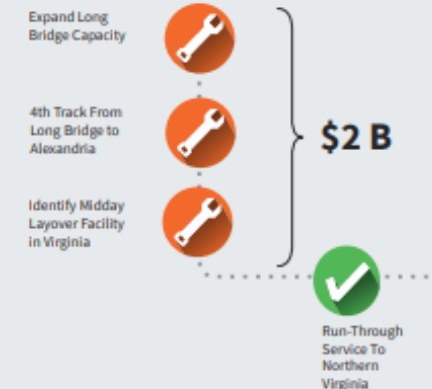 Expand Long
Bridge Capacity
4th Track From
Long Bridge to
Alexandria
$2 B
Identify Midday
Layover Facility
in Virginia
Run-Through
Service To
Northern
Virginia